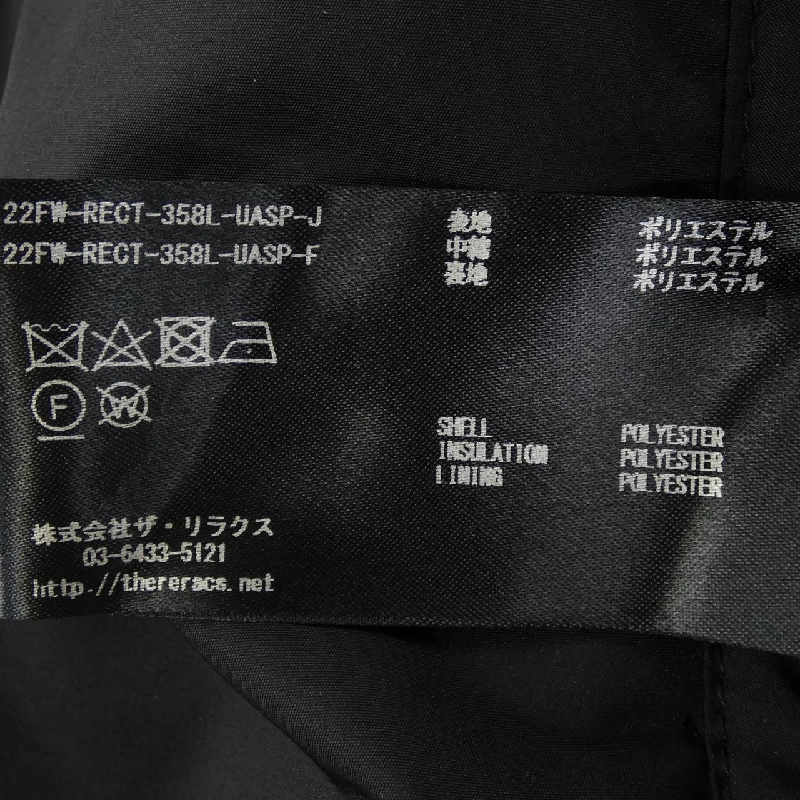 22FW-RECT-358L-UASP-J
22FW-RECT-358L-UASP-F
表地 ポリエステル
中綿 ポリエステル
裏地 ポリエステル
F
W
SHELL POLYESTER
INSULATION POLYESTER
LINING POLYESTER
株式会社ザ・リラクス
03-6433-5121
http://thereracs.net